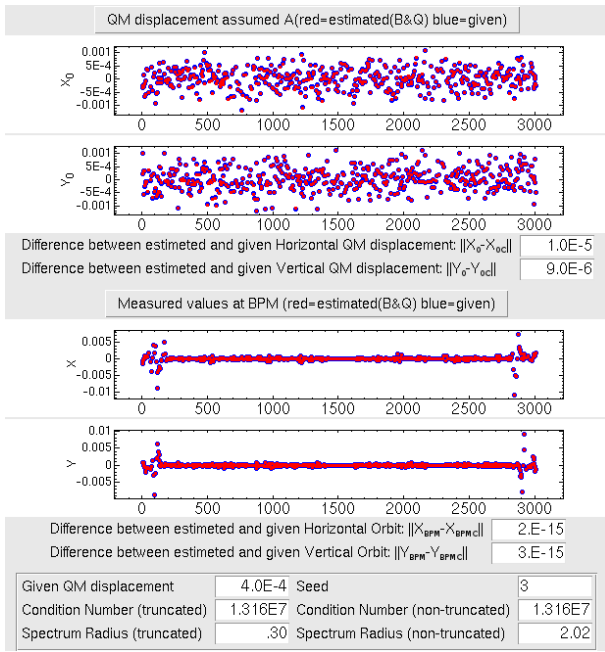 QM displacement assumed A(red=estimated(B&Q) blue=given)
0.001
5E-4
0
-5E-4
-0.001
X0
0 500 1000 1500 2000 2500 3000
0.001
5E-4
0
-5E-4
-0.001
Y0
0 500 1000 1500 2000 2500 3000
Difference between estimeted and given Horizontal QM displacement: ||X0-X0C|| 1.0E-5
Difference between estimeted and given Vertical QM displacement: ||Y0-Y0C|| 9.0E-6
Measured values at BPM (red=estimated(B&Q) blue=given)
0.005
0
-0.005
-0.01
X
0 500 1000 1500 2000 2500 3000
0.01
0.005
0
-0.005
Y
0 500 1000 1500 2000 2500 3000
Difference between estimeted and given Horizontal Orbit: ||XBPM-XBPMC|| 2.E-15
Difference between estimeted and given Vertical Orbit: ||YBPM-YBPMC|| 3.E-15
Given QM displacement 4.0E-4 Seed 3
Condition Number (truncated) 1.316E7 Condition Number (non-truncated) 1.316E7
Spectrum Radius (truncated) .30 Spectrum Radius (non-truncated) 2.02